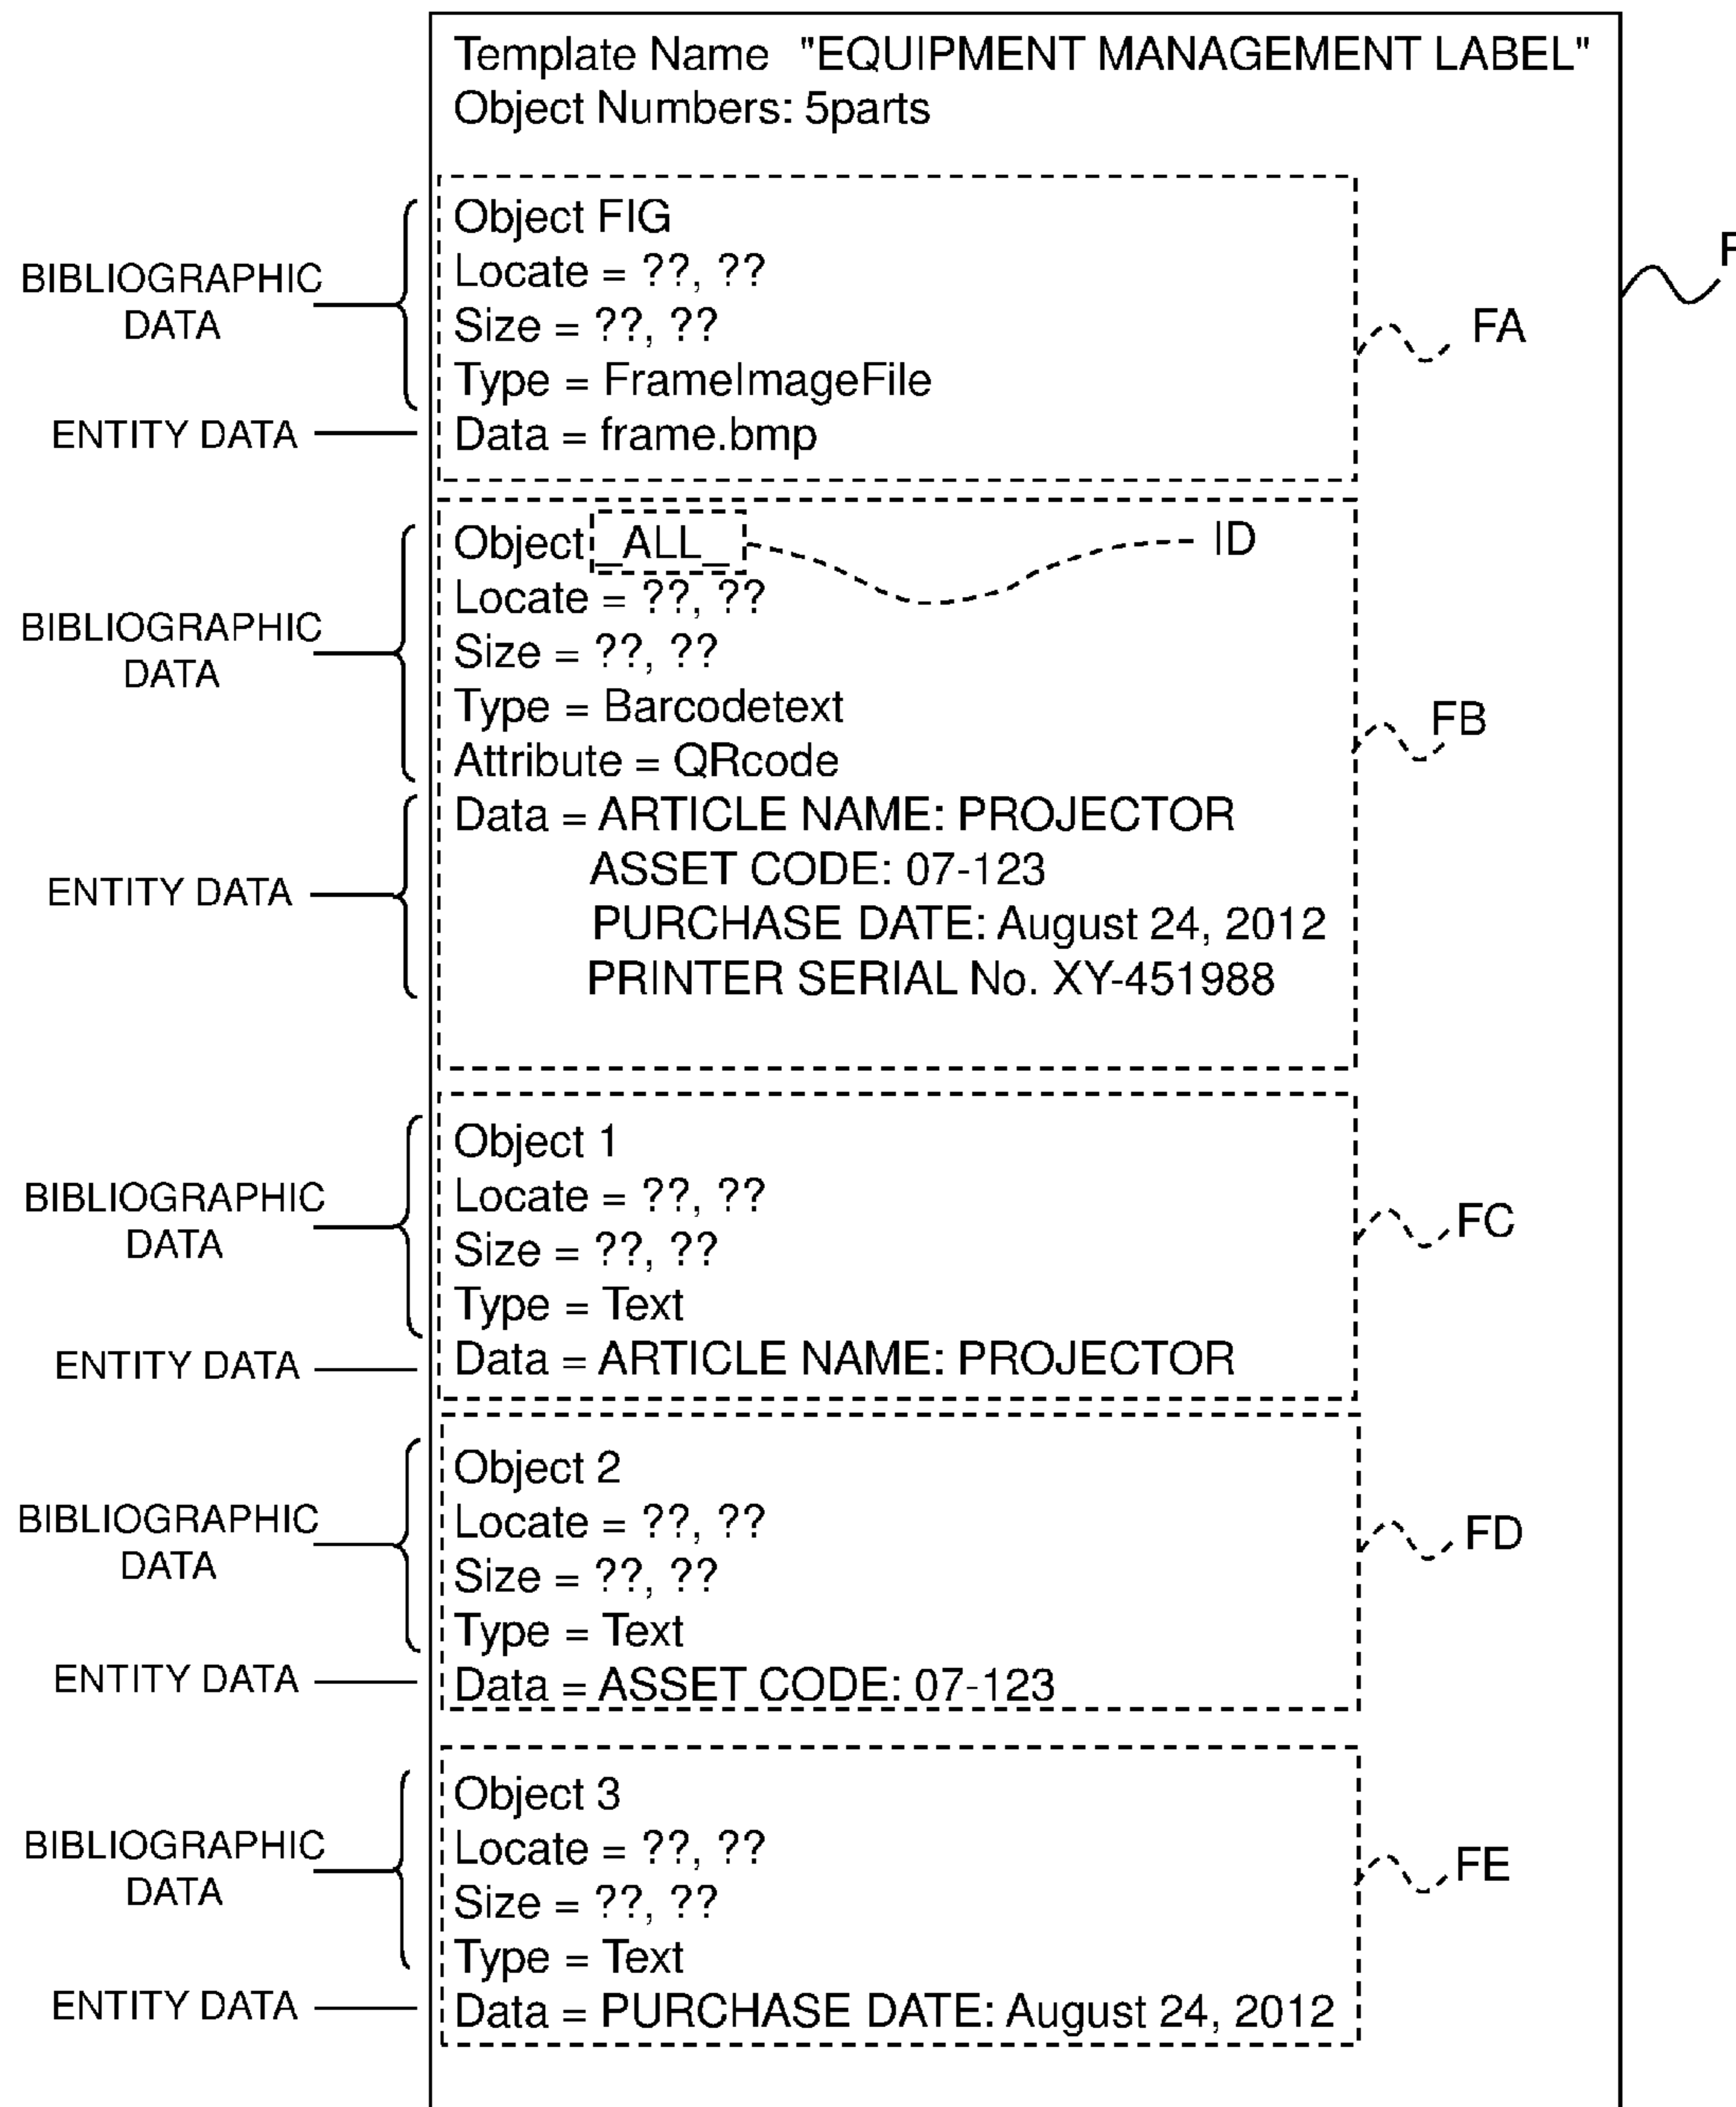 Template Name "EQUIPMENT MANAGEMENT LABEL"
Object Numbers: 5parts
F
BIBLIOGRAPHIC
DATA
Object FIG
Locate = ??, ??
Size = ??, ??
Type = FrameImageFile
FA
ENTITY DATA
Data = frame.bmp
BIBLIOGRAPHIC
DATA
Object _ALL_
ID
Locate = ??, ??
Size = ??, ??
Type = Barcodetext
Attribute = QRcode
FB
ENTITY DATA
Data = ARTICLE NAME: PROJECTOR
ASSET CODE: 07-123
PURCHASE DATE: August 24, 2012
PRINTER SERIAL No. XY-451988
BIBLIOGRAPHIC
DATA
Object 1
Locate = ??, ??
Size = ??, ??
Type = Text
FC
ENTITY DATA
Data = ARTICLE NAME: PROJECTOR
BIBLIOGRAPHIC
DATA
Object 2
Locate = ??, ??
Size = ??, ??
Type = Text
FD
ENTITY DATA
Data = ASSET CODE: 07-123
BIBLIOGRAPHIC
DATA
Object 3
Locate = ??, ??
Size = ??, ??
Type = Text
FE
ENTITY DATA
Data = PURCHASE DATE: August 24, 2012